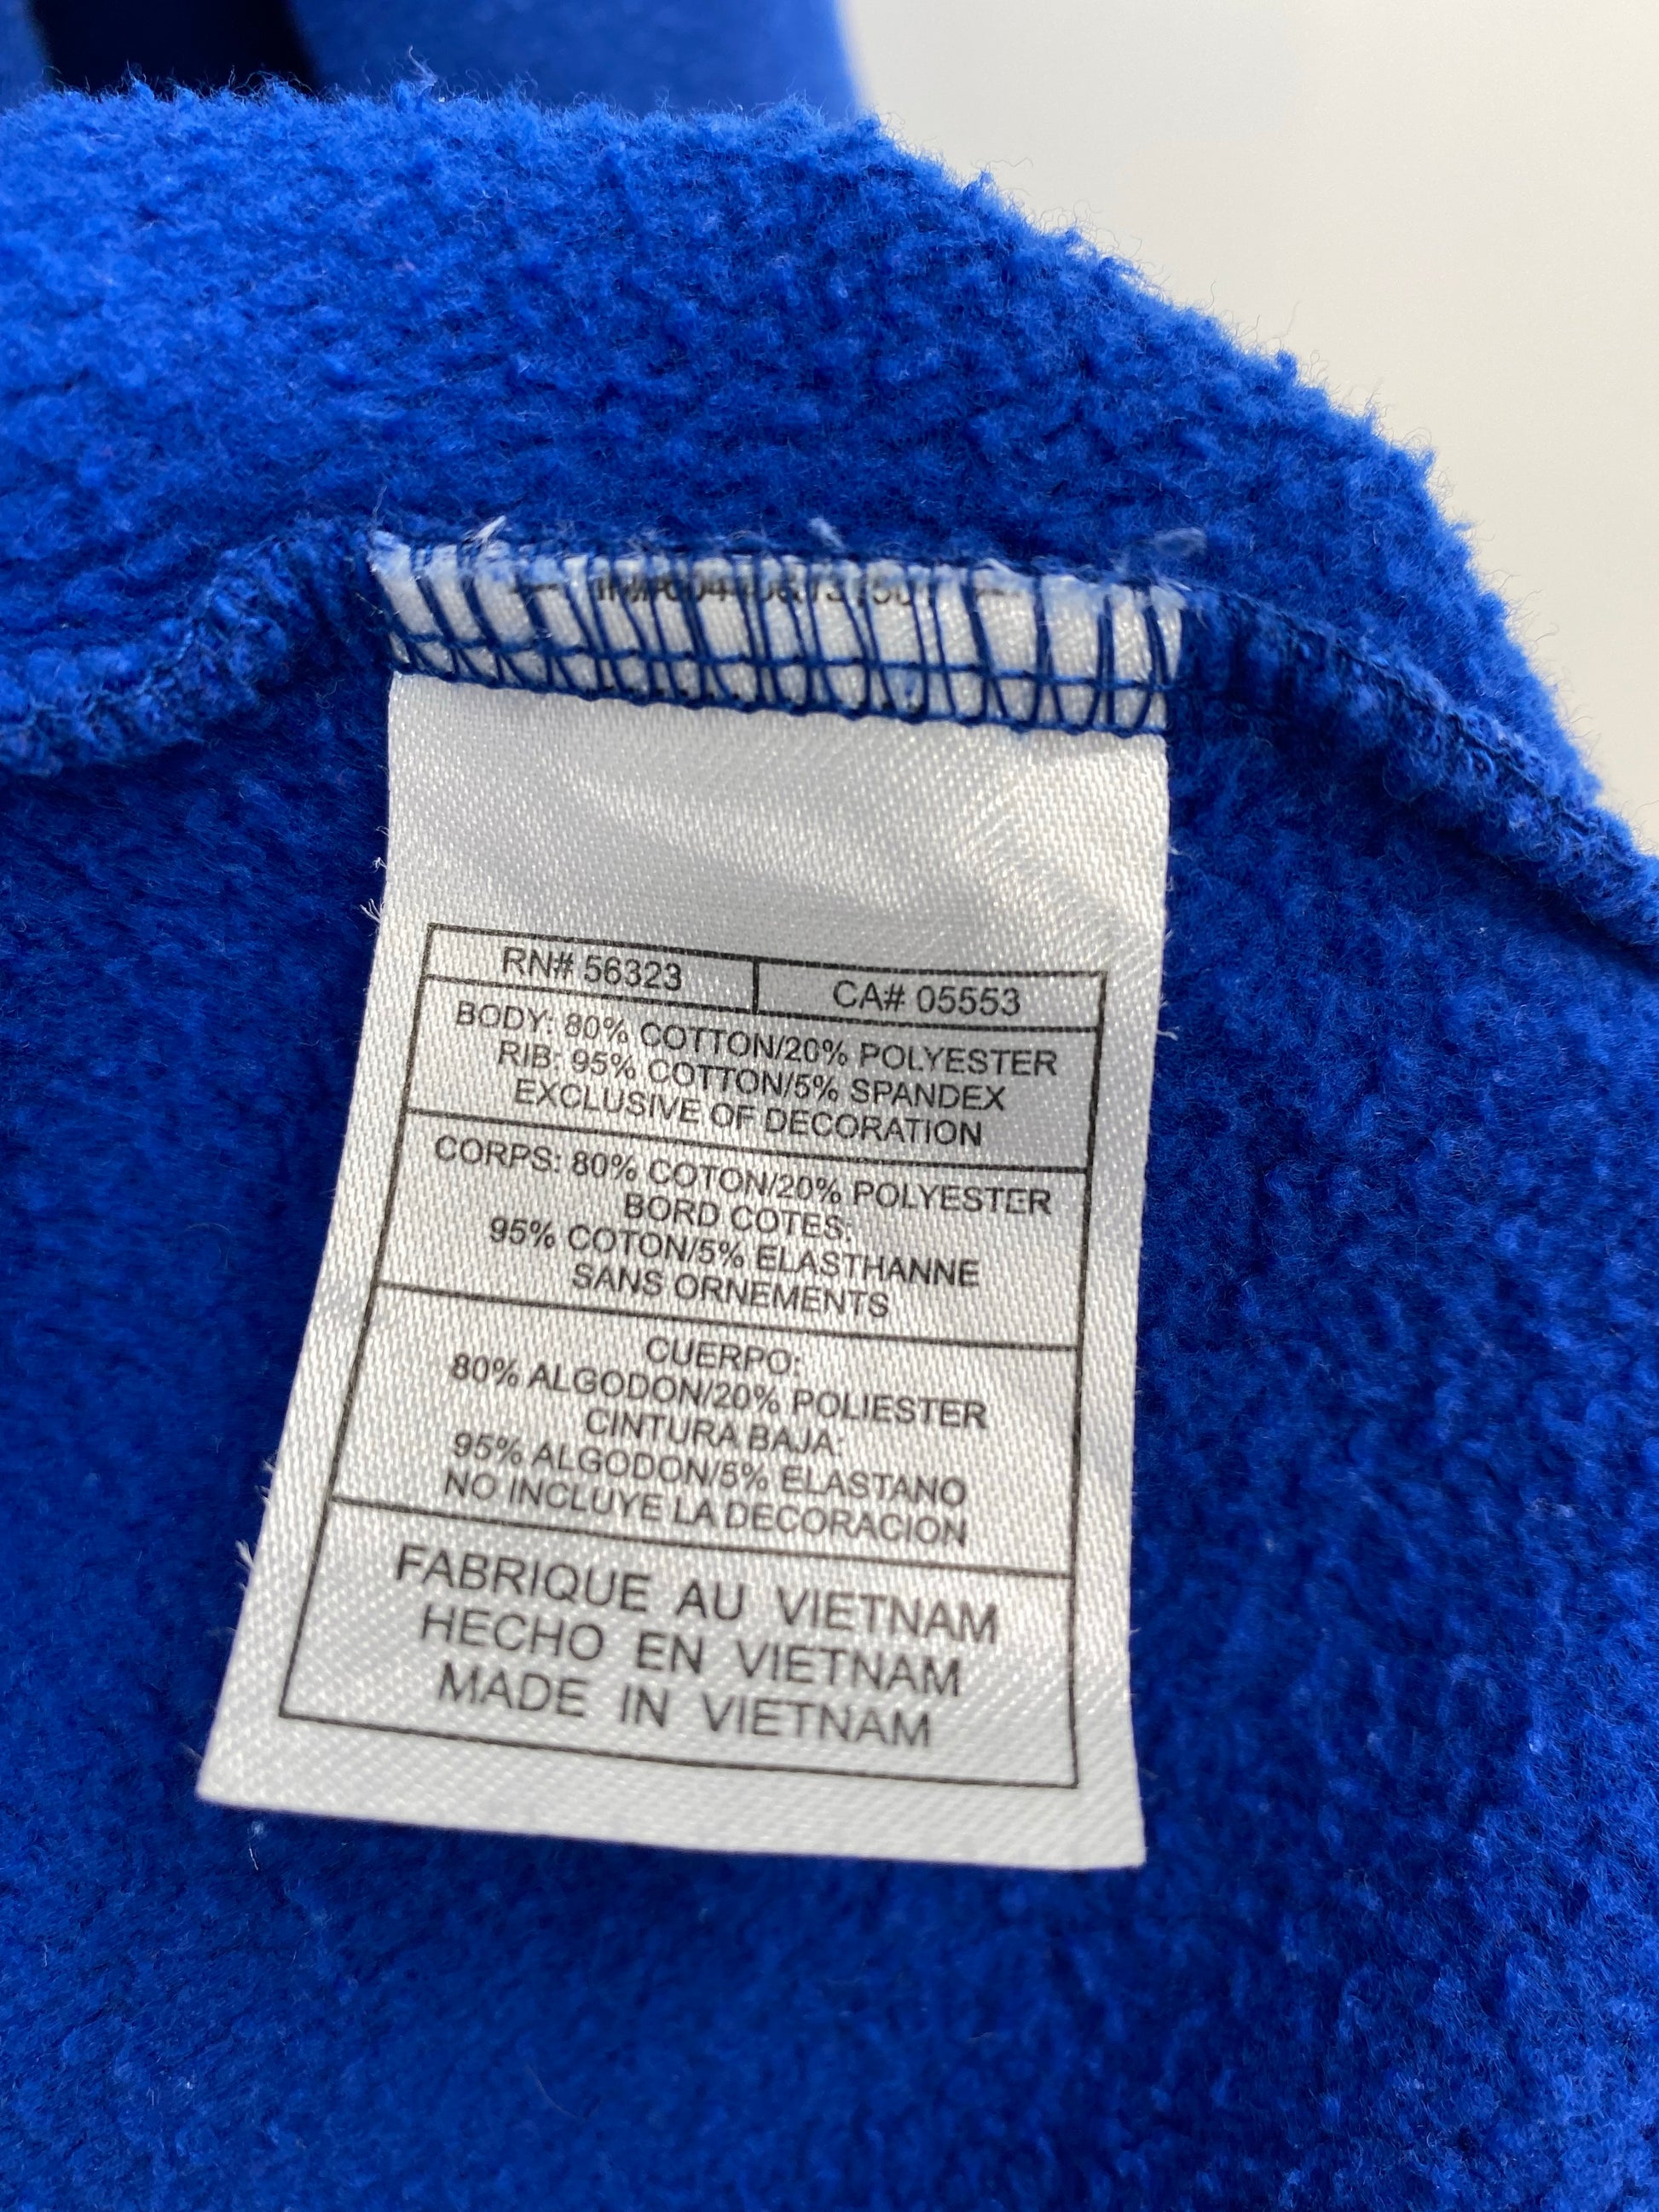 RN# 56323
CA# 05553
BODY: 80% COTTON/20% POLYESTER
RIB: 95% COTTON/5% SPANDEX
EXCLUSIVE OF DECORATION
CORPS: 80% COTON/20% POLYESTER
BORD COTES:
95% COTON/5% ELASTHANNE
SANS ORNEMENTS
CUERPO:
80% ALGODON/20% POLIESTER
CINTURA BAJA:
95% ALGODON/5% ELASTANO
NO INCLUYE LA DECORACION
FABRIQUE AU VIETNAM
HECHO EN VIETNAM
MADE IN VIETNAM